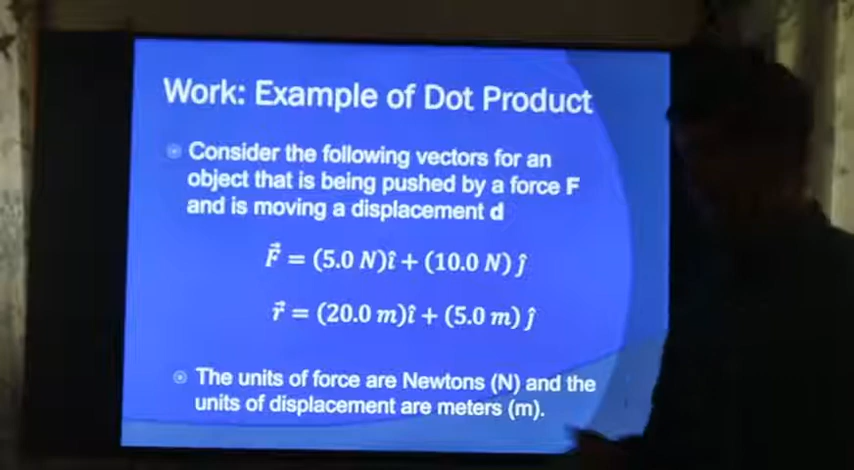 Work: Example of Dot Product
Consider the following vectors for an
object that is being pushed by a force F
and is moving a displacement d
F⃗ = (5.0 N)î + (10.0 N) ĵ
r⃗ = (20.0 m)î + (5.0 m) ĵ
The units of force are Newtons (N) and the
units of displacement are meters (m).